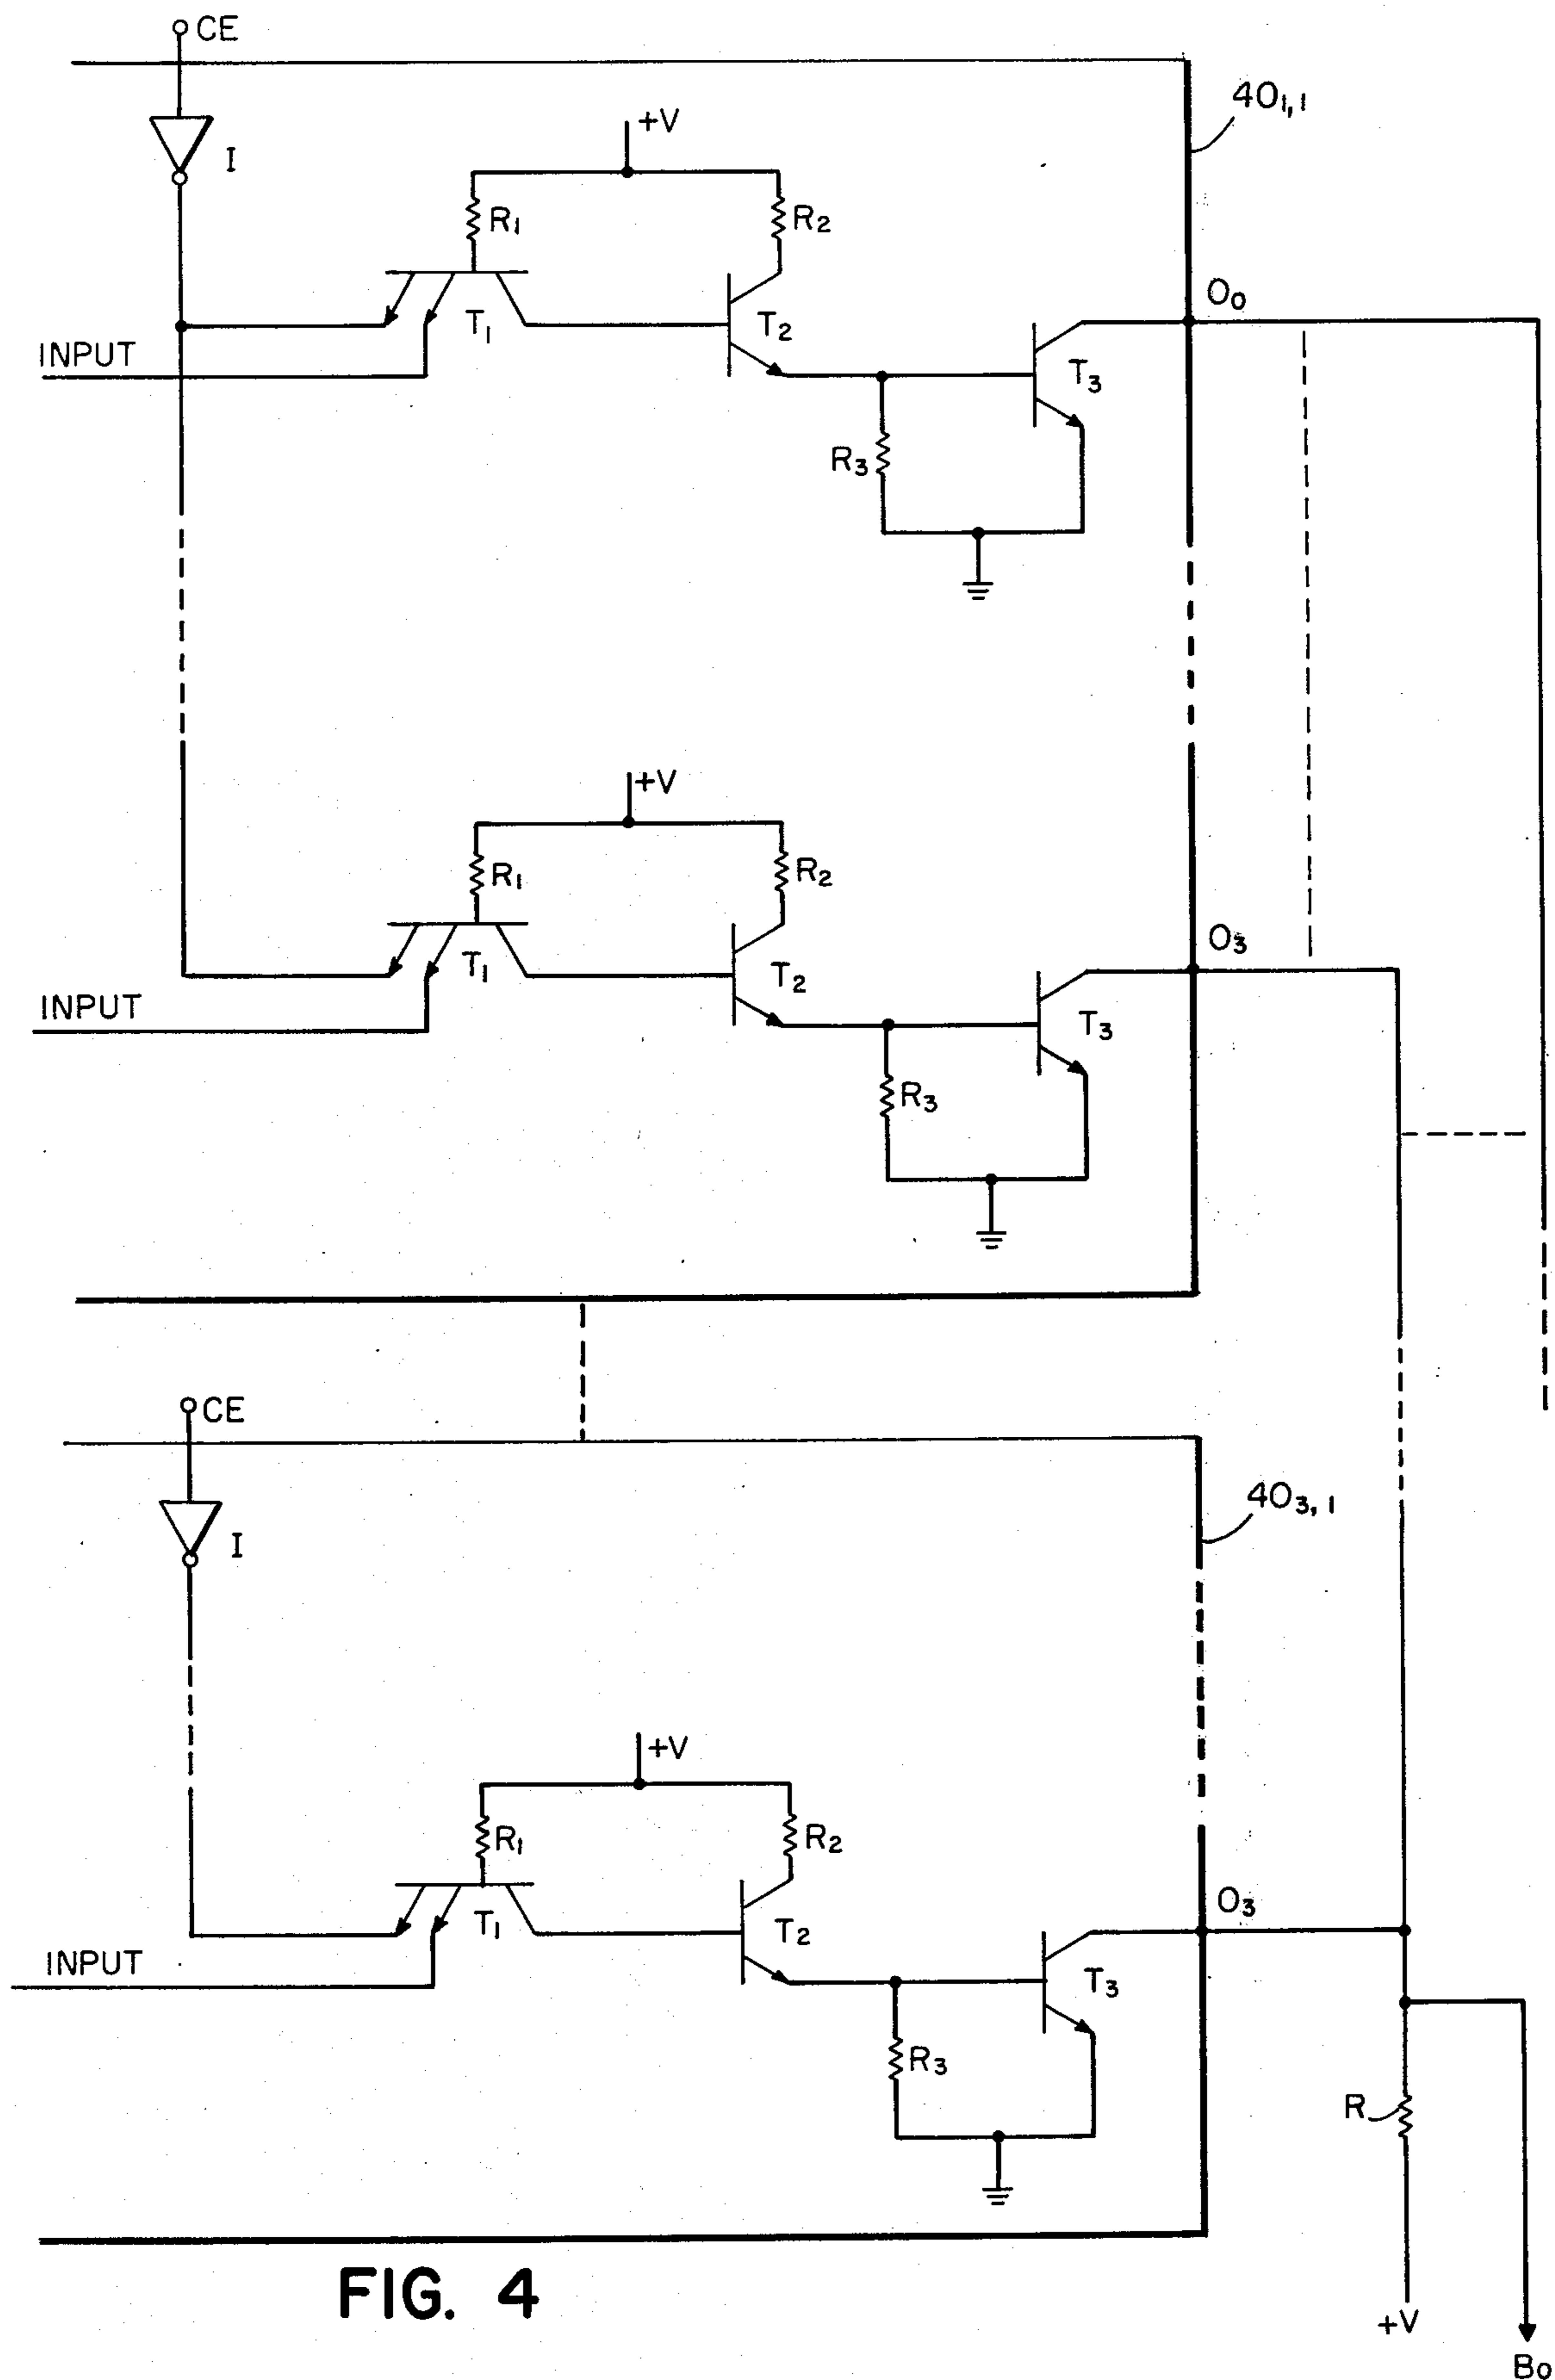 CE
40₁,₁
+V
I
R₁
R₂
O₀
T₁
T₂
INPUT
T₃
R₃
+V
R₁
R₂
O₃
T₁
T₂
INPUT
T₃
R₃
CE
40₃,₁
I
+V
R₁
R₂
O₃
T₁
T₂
INPUT
T₃
R₃
R
FIG. 4
+V
B₀